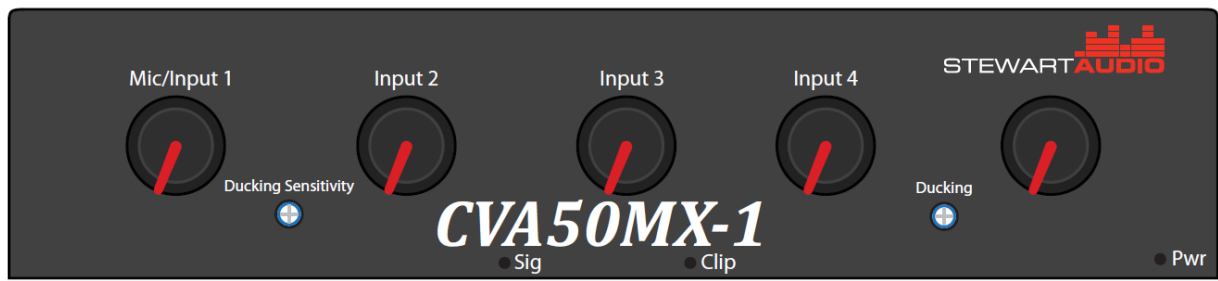 STEWARTAUDIO
Mic/Input 1
Input 2
Input 3
Input 4
Ducking Sensitivity
Ducking
CVA50MX-1
Sig
Clip
Pwr